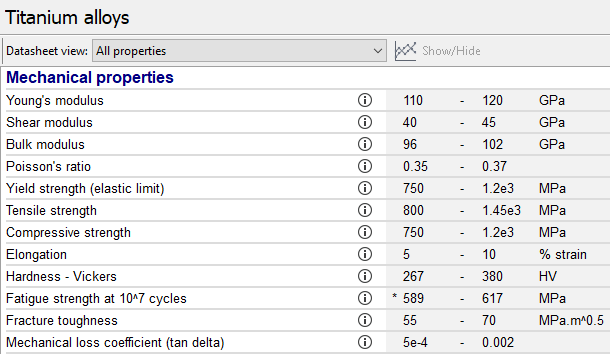 Titanium alloys
Datasheet view: All properties Show/Hide
Mechanical properties
Young's modulus 110 - 120 GPa
Shear modulus 40 - 45 GPa
Bulk modulus 96 - 102 GPa
Poisson's ratio 0.35 - 0.37
Yield strength (elastic limit) 750 - 1.2e3 MPa
Tensile strength 800 - 1.45e3 MPa
Compressive strength 750 - 1.2e3 MPa
Elongation 5 - 10 % strain
Hardness - Vickers 267 - 380 HV
Fatigue strength at 10^7 cycles * 589 - 617 MPa
Fracture toughness 55 - 70 MPa.m^0.5
Mechanical loss coefficient (tan delta) 5e-4 - 0.002